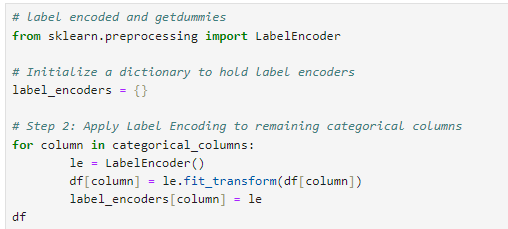 # label encoded and getdummies
from sklearn.preprocessing import LabelEncoder

# Initialize a dictionary to hold label encoders
label_encoders = {}

# Step 2: Apply Label Encoding to remaining categorical columns
for column in categorical_columns:
        le = LabelEncoder()
        df[column] = le.fit_transform(df[column])
        label_encoders[column] = le
df